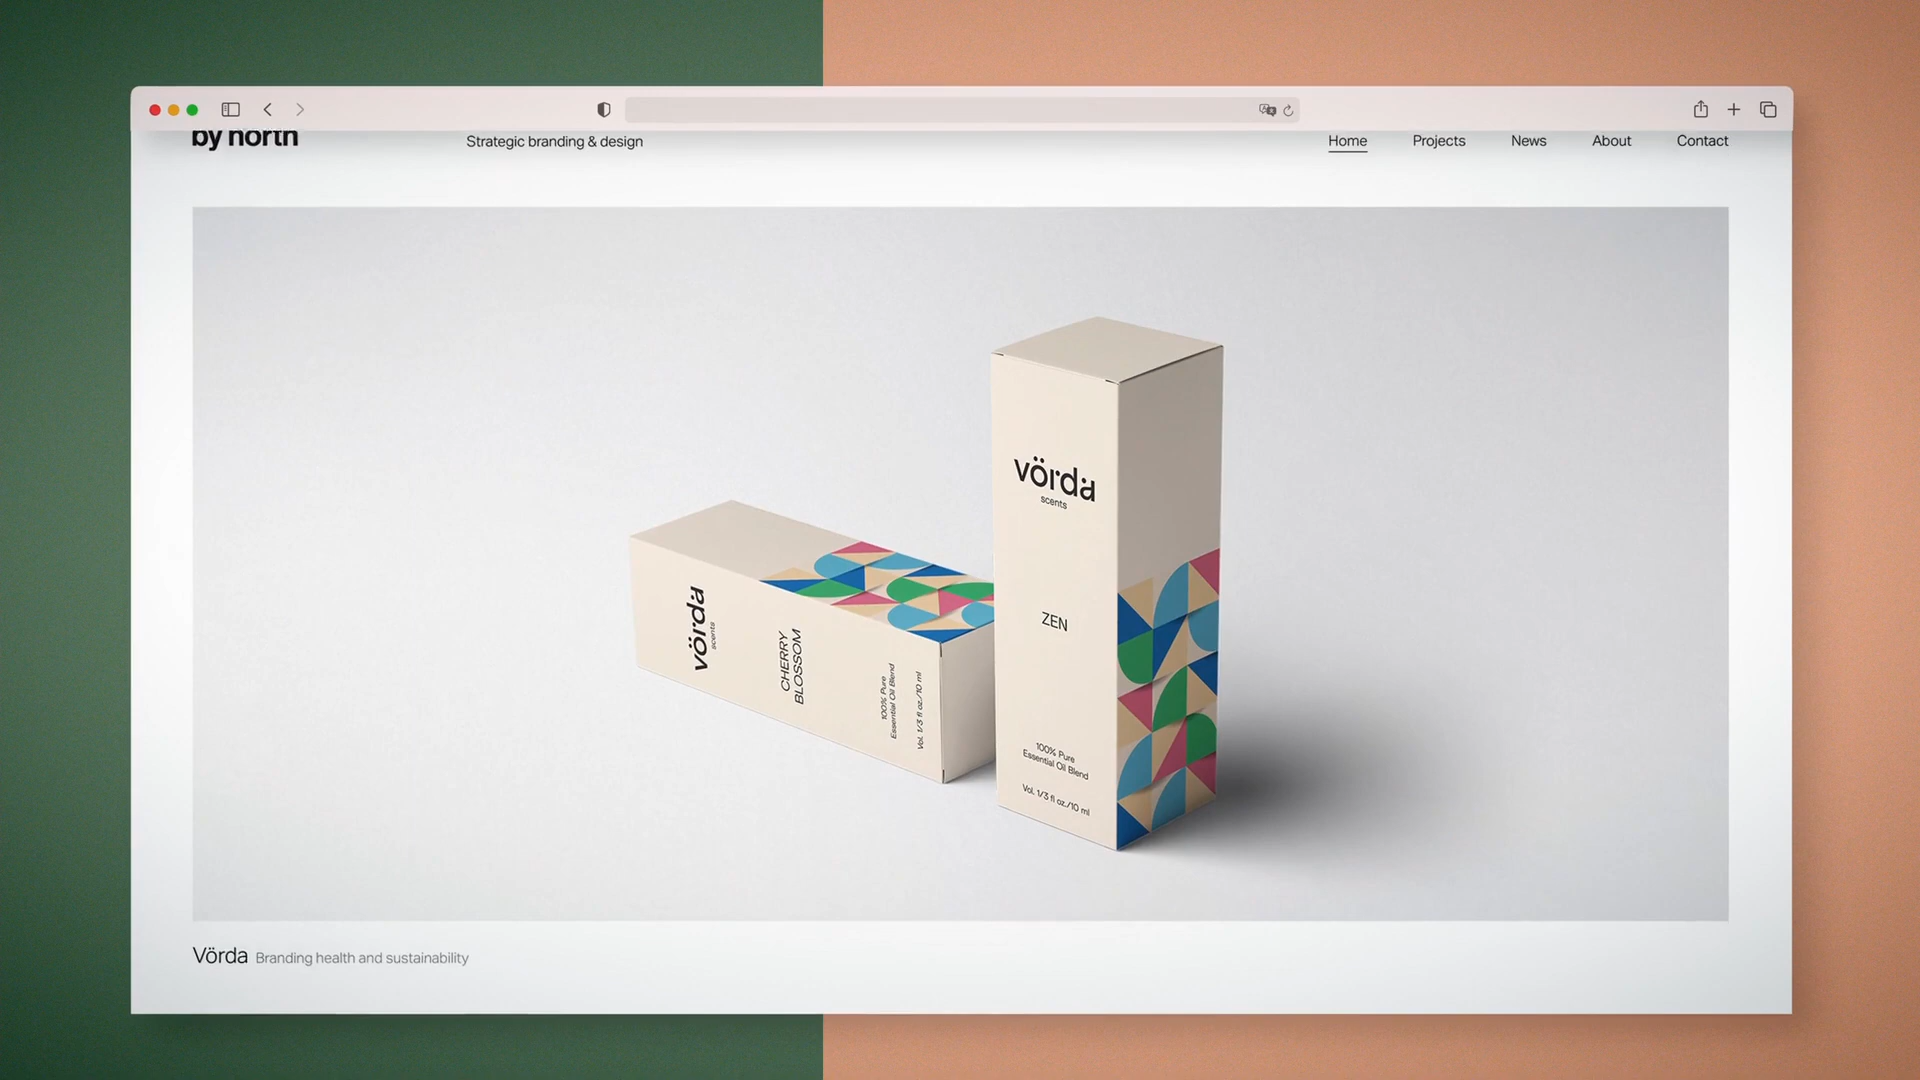 by north
Strategic branding & design
Home
Projects
News
About
Contact
vörda
scents
CHERRY
BLOSSOM
100% Pure
Essential Oil Blend
Vol. 1/3 fl oz./10 ml
vörda
scents
ZEN
100% Pure
Essential Oil Blend
Vol. 1/3 fl oz./10 ml
Vörda Branding health and sustainability